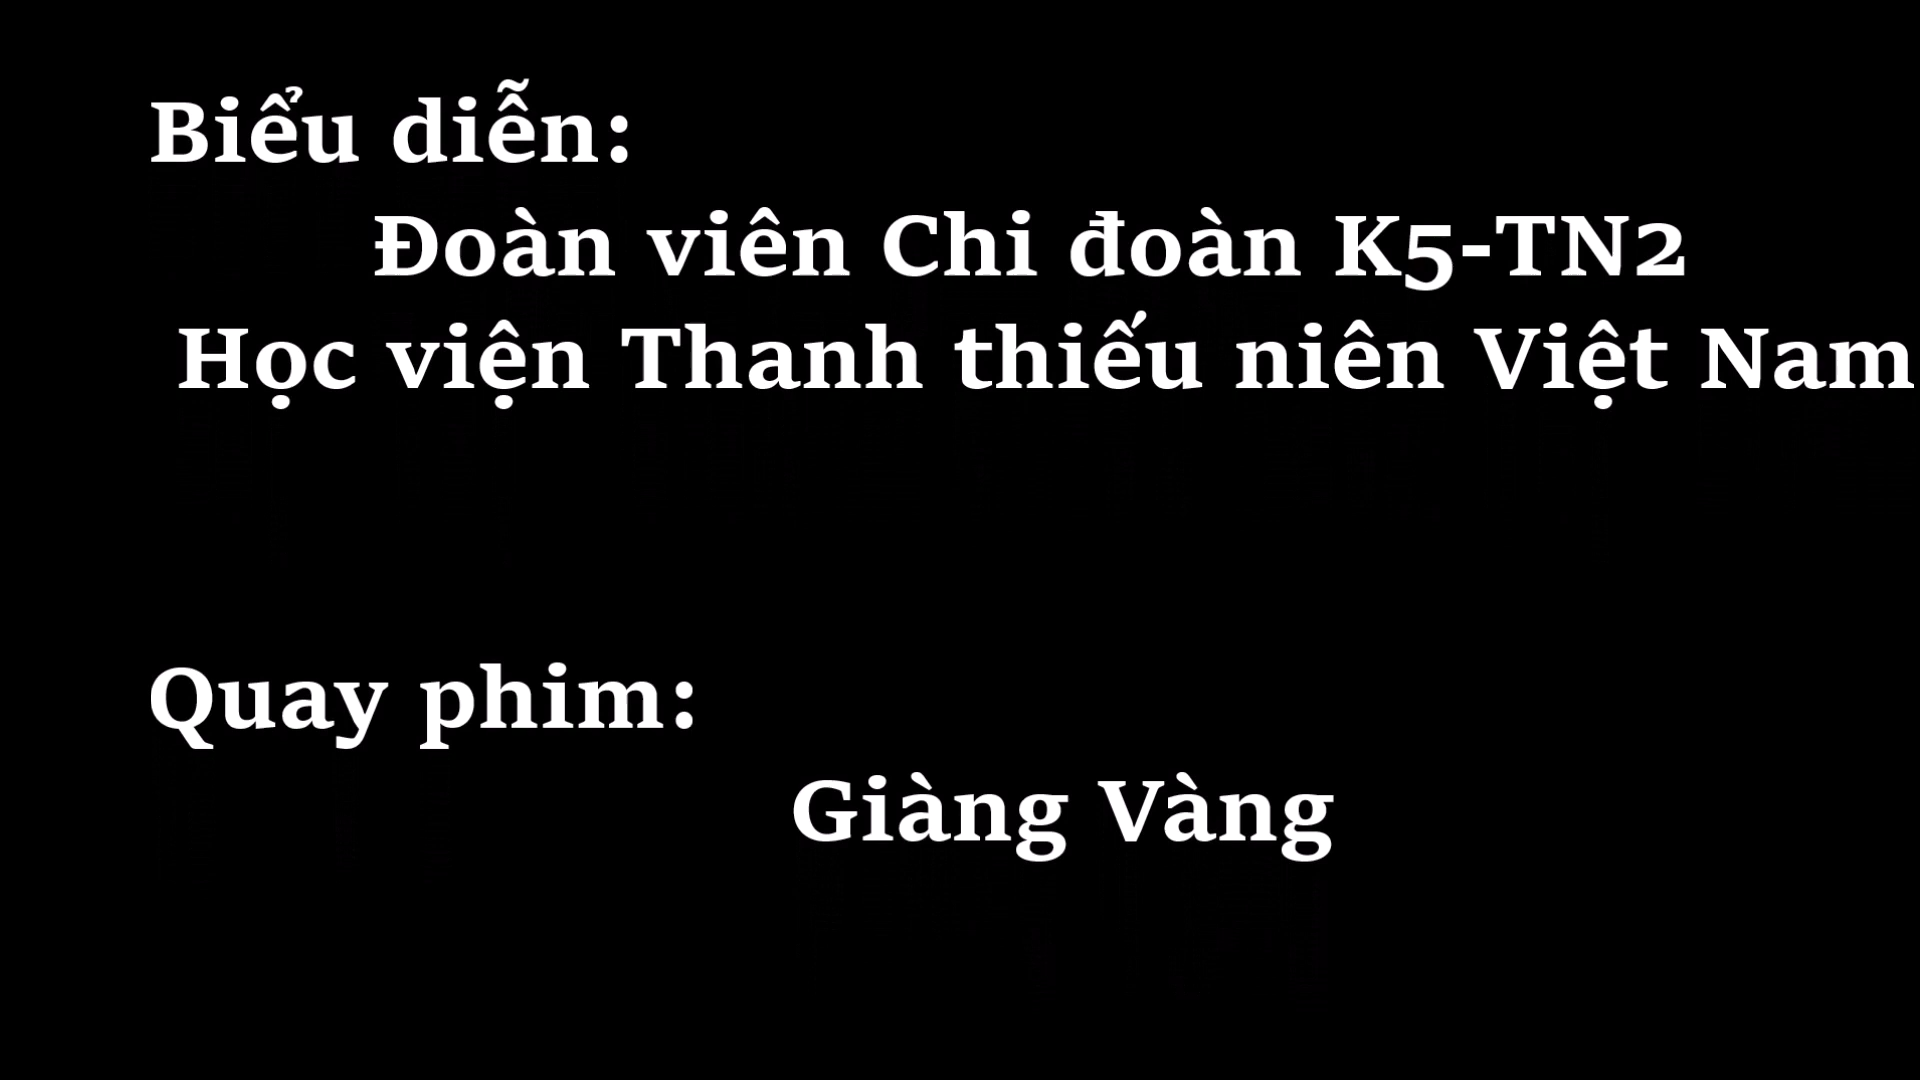 Biểu diễn:
Đoàn viên Chi đoàn K5-TN2
Học viện Thanh thiếu niên Việt Nam
Quay phim:
Giàng Vàng